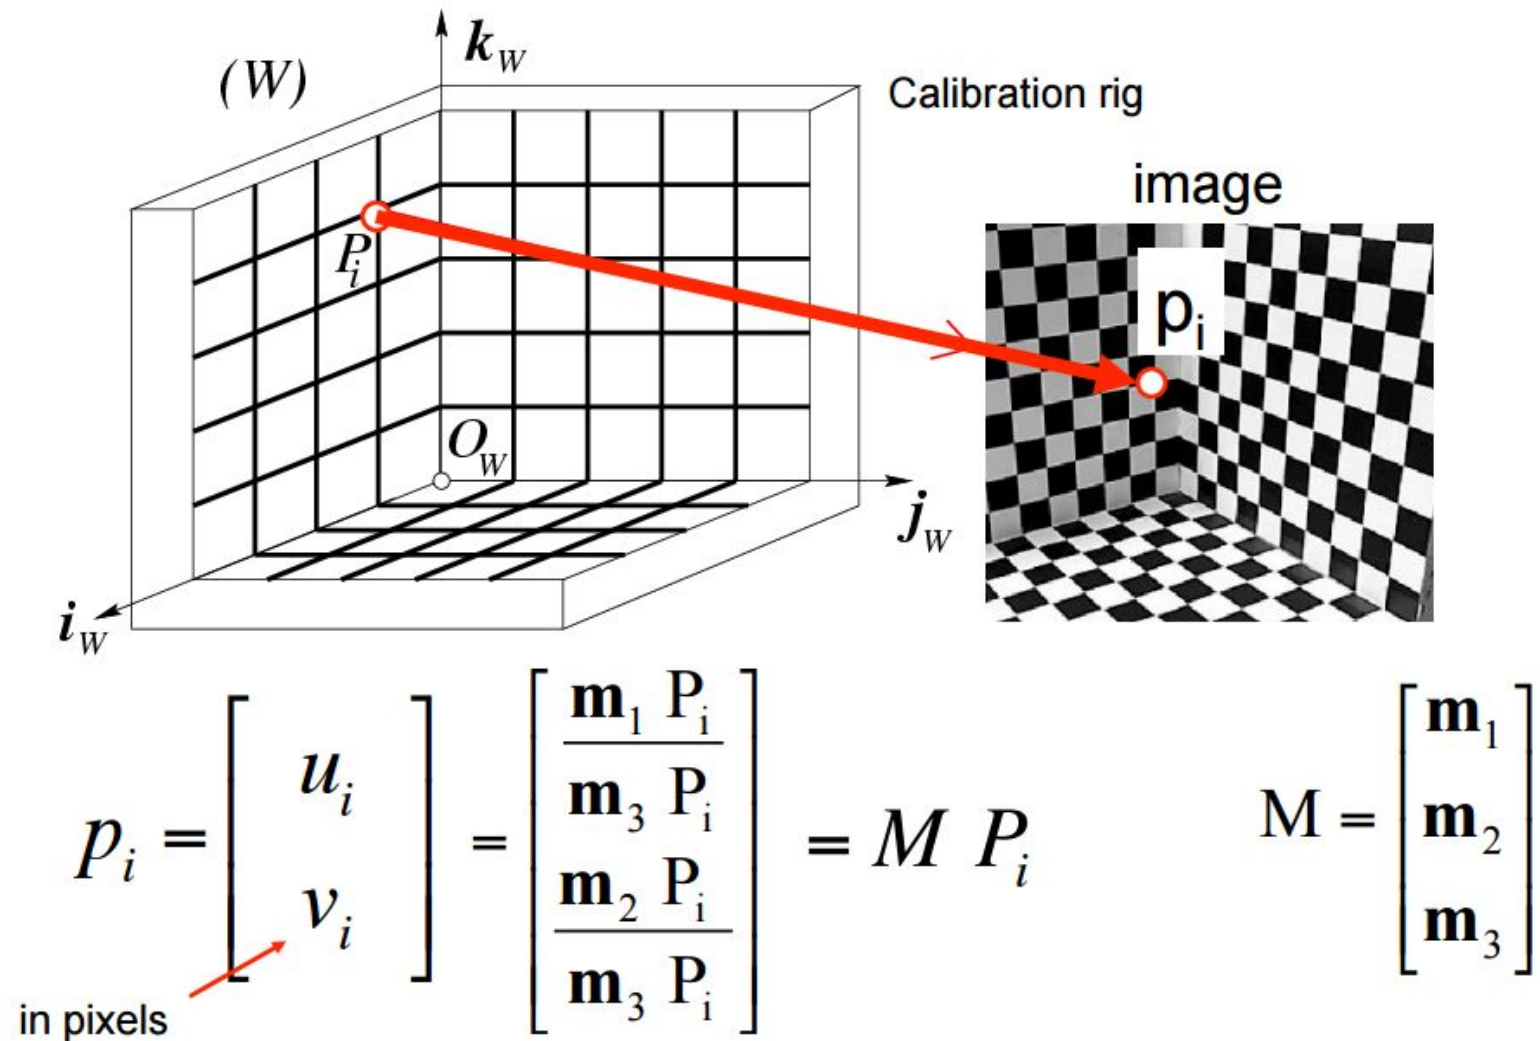 k_W
(W)
Calibration rig
image
P_i
p_i
O_W
j_W
i_W
p_i = [ u_i v_i ] = [ m_1 P_i / m_3 P_i m_2 P_i / m_3 P_i ] = M P_i
M = [ m_1 m_2 m_3 ]
in pixels